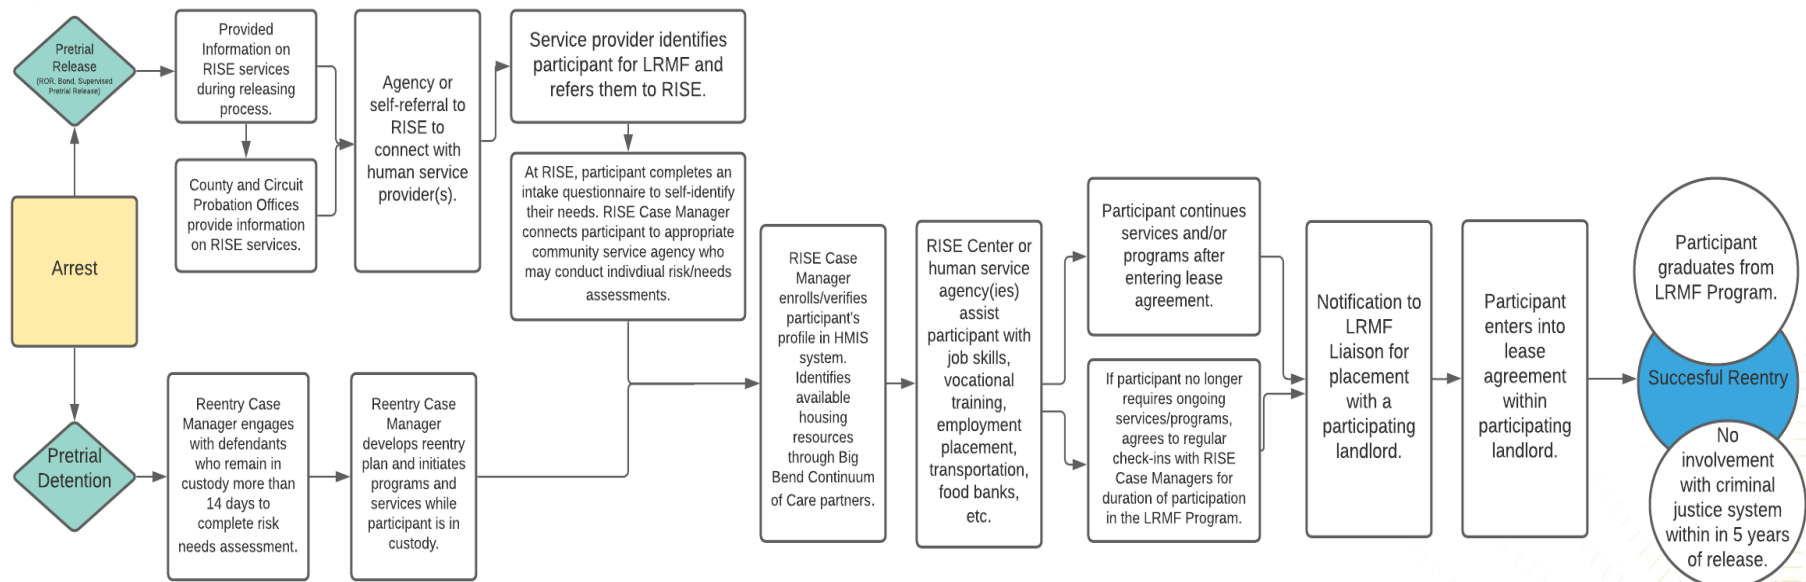 Pretrial
Release
(ROR, Bond, Supervised
Pretrial Release)
Provided
Information on
RISE services
during releasing
process.
County and Circuit
Probation Offices
provide information
on RISE services.
Agency or
self-referral to
RISE to
connect with
human service
provider(s).
Service provider identifies
participant for LRMF and
refers them to RISE.
At RISE, participant completes an
intake questionnaire to self-identify
their needs. RISE Case Manager
connects participant to appropriate
community service agency who
may conduct indivdiual risk/needs
assessments.
Arrest
Pretrial
Detention
Reentry Case
Manager engages
with defendants
who remain in
custody more than
14 days to
complete risk
needs assessment.
Reentry Case
Manager
develops reentry
plan and initiates
programs and
services while
participant is in
custody.
RISE Case
Manager
enrolls/verifies
participant's
profile in HMIS
system.
Identifies
available
housing
resources
through Big
Bend Continuum
of Care partners.
RISE Center or
human service
agency(ies)
assist
participant with
job skills,
vocational
training,
employment
placement,
transportation,
food banks,
etc.
Participant continues
services and/or
programs after
entering lease
agreement.
If participant no longer
requires ongoing
services/programs,
agrees to regular
check-ins with RISE
Case Managers for
duration of participation
in the LRMF Program.
Notification to
LRMF
Liaison for
placement
with a
participating
landlord.
Participant
enters into
lease
agreement
within
participating
landlord.
Participant
graduates from
LRMF Program.
Succesful Reentry
No
involvement
with criminal
justice system
within in 5 years
of release.